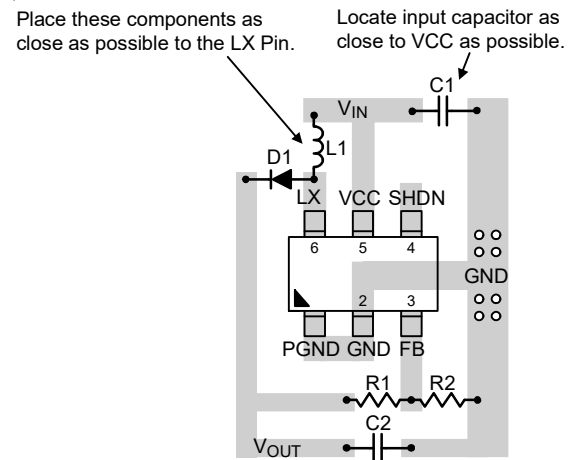 Place these components as
close as possible to the LX Pin.
Locate input capacitor as
close to VCC as possible.
C1
VIN
L1
D1
LX VCC SHDN
6 5 4
GND
2 3
PGND GND FB
R1 R2
C2
VOUT